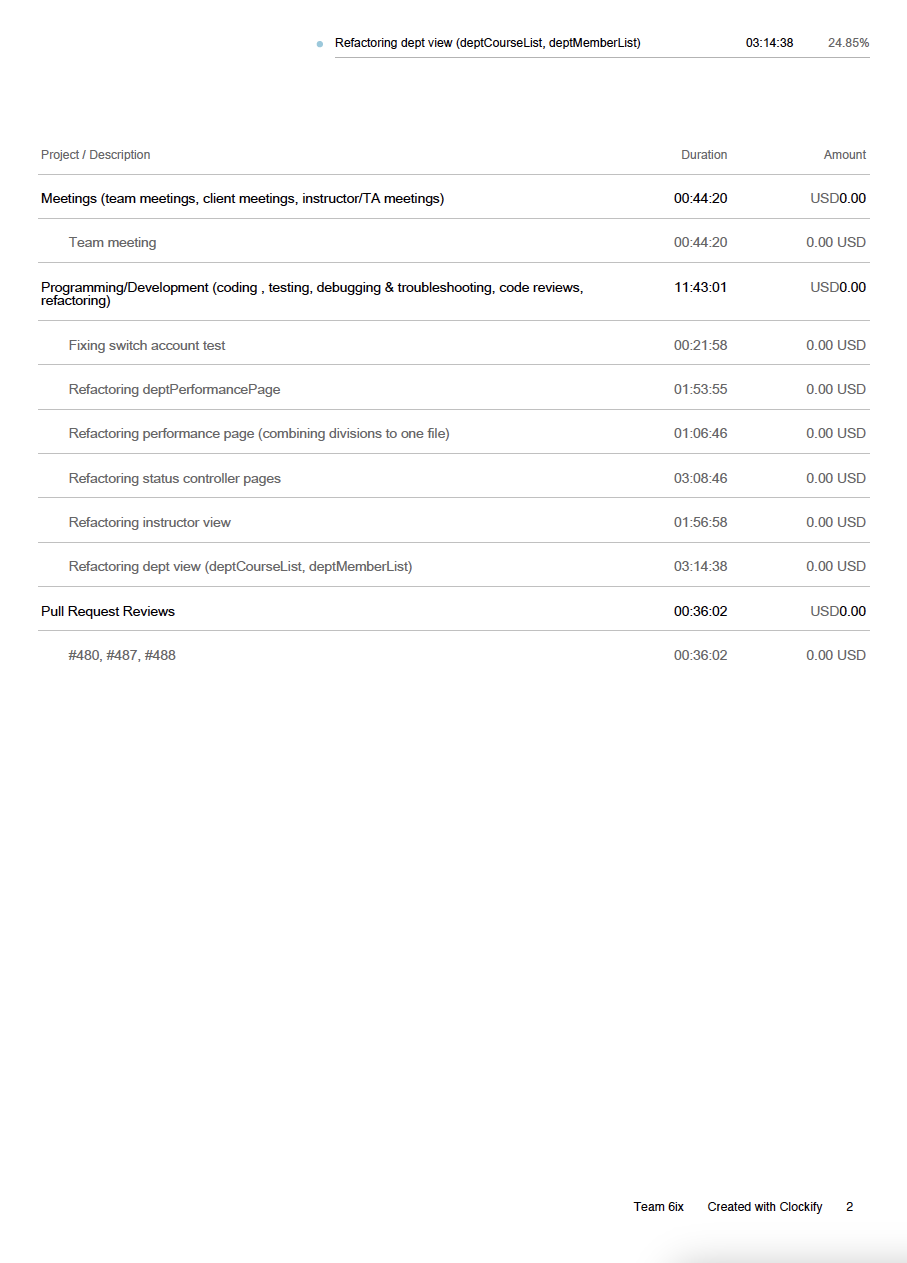 Refactoring dept view (deptCourseList, deptMemberList) 03:14:38 24.85%
Project / Description Duration Amount
Meetings (team meetings, client meetings, instructor/TA meetings) 00:44:20 USD0.00
Team meeting 00:44:20 0.00 USD
Programming/Development (coding , testing, debugging & troubleshooting, code reviews, 11:43:01 USD0.00
refactoring)
Fixing switch account test 00:21:58 0.00 USD
Refactoring deptPerformancePage 01:53:55 0.00 USD
Refactoring performance page (combining divisions to one file) 01:06:46 0.00 USD
Refactoring status controller pages 03:08:46 0.00 USD
Refactoring instructor view 01:56:58 0.00 USD
Refactoring dept view (deptCourseList, deptMemberList) 03:14:38 0.00 USD
Pull Request Reviews 00:36:02 USD0.00
#480, #487, #488 00:36:02 0.00 USD
Team 6ix Created with Clockify 2